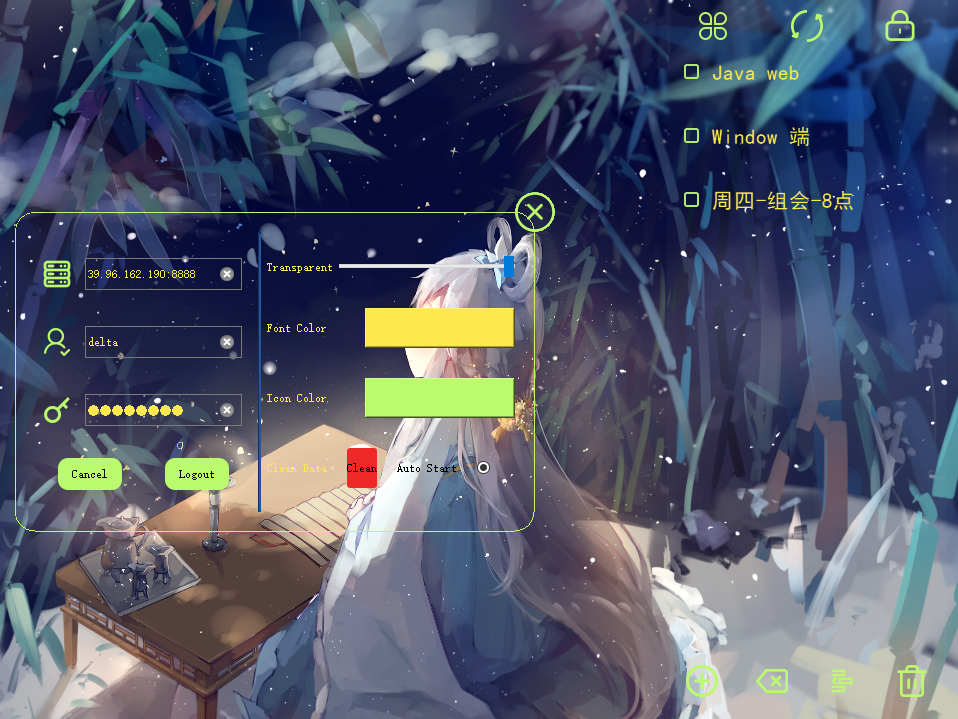 Java web
Window 端
周四-组会-8点
39.96.162.190:8888
delta
Cancel
Logout
Transparent
Font Color
Icon Color
Clean Data
Clean
Auto Start